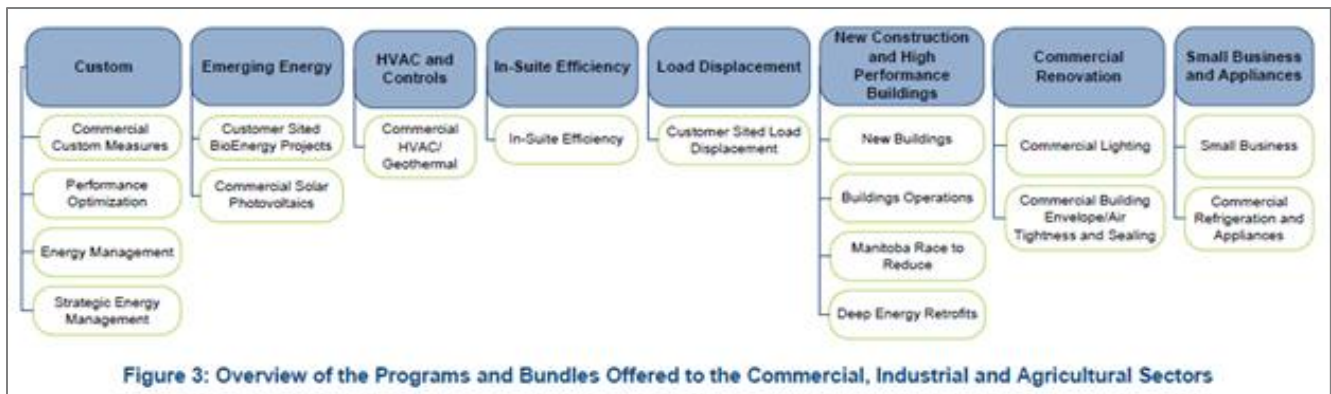 Custom
Commercial
Custom Measures
Performance
Optimization
Energy Management
Strategic Energy
Management
Emerging Energy
Customer Sited
BioEnergy Projects
Commercial Solar
Photovoltaics
HVAC and
Controls
Commercial
HVAC/
Geothermal
In-Suite Efficiency
In-Suite Efficiency
Load Displacement
Customer Sited Load
Displacement
New Construction
and High
Performance
Buildings
New Buildings
Buildings Operations
Manitoba Race to
Reduce
Deep Energy Retrofits
Commercial
Renovation
Commercial Lighting
Commercial Building
Envelope/Air
Tightness and Sealing
Small Business
and Appliances
Small Business
Commercial
Refrigeration and
Appliances
Figure 3: Overview of the Programs and Bundles Offered to the Commercial, Industrial and Agricultural Sectors